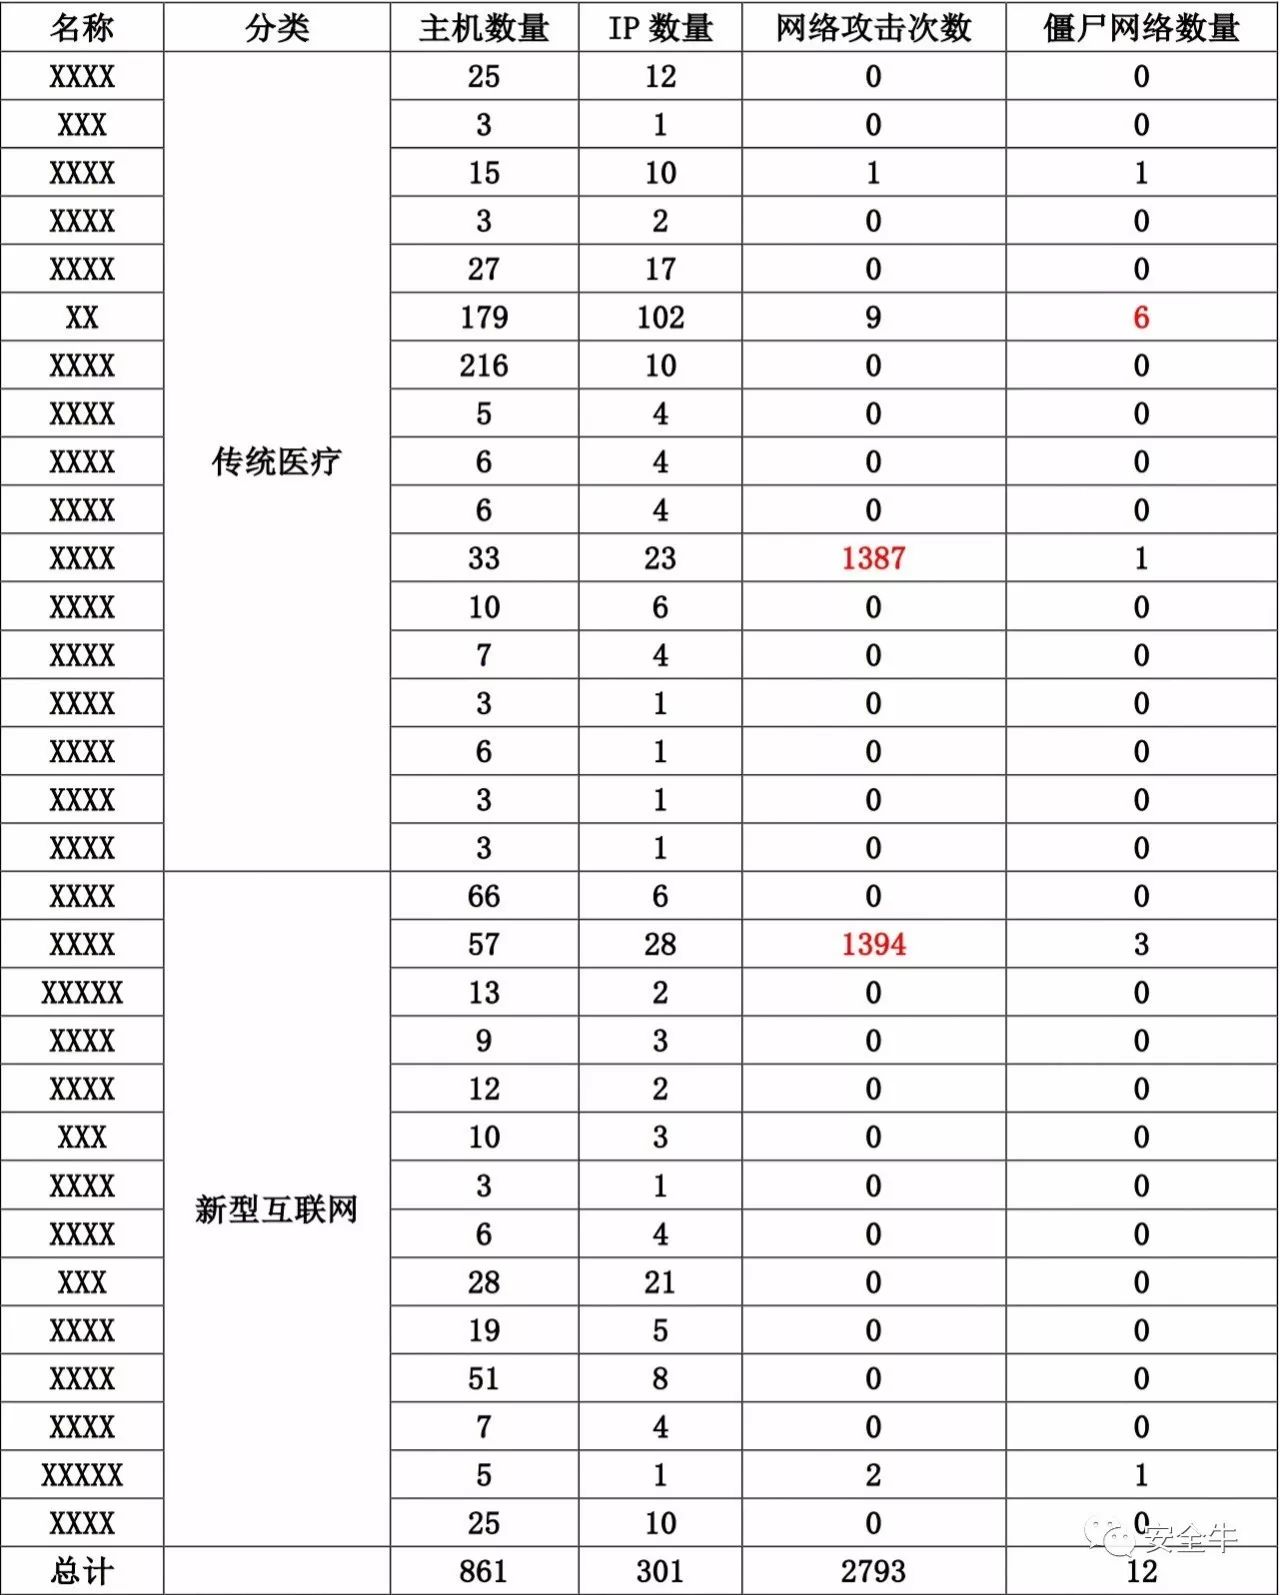 名称 分类 主机数量 IP 数量 网络攻击次数 僵尸网络数量
XXXX 25 12 0 0
XXX 3 1 0 0
XXXX 15 10 1 1
XXXX 3 2 0 0
XXXX 27 17 0 0
XX 179 102 9 6
XXXX 216 10 0 0
XXXX 5 4 0 0
XXXX 传统医疗 6 4 0 0
XXXX 6 4 0 0
XXXX 33 23 1387 1
XXXX 10 6 0 0
XXXX 7 4 0 0
XXXX 3 1 0 0
XXXX 6 1 0 0
XXXX 3 1 0 0
XXXX 3 1 0 0
XXXX 66 6 0 0
XXXX 57 28 1394 3
XXXXX 13 2 0 0
XXXX 9 3 0 0
XXXX 12 2 0 0
XXX 10 3 0 0
XXXX 3 1 0 0
新型互联网
XXXX 6 4 0 0
XXX 28 21 0 0
XXXX 19 5 0 0
XXXX 51 8 0 0
XXXX 7 4 0 0
XXXXX 5 1 2 1
XXXX 25 10 0 0
安全牛
总计 861 301 2793 12